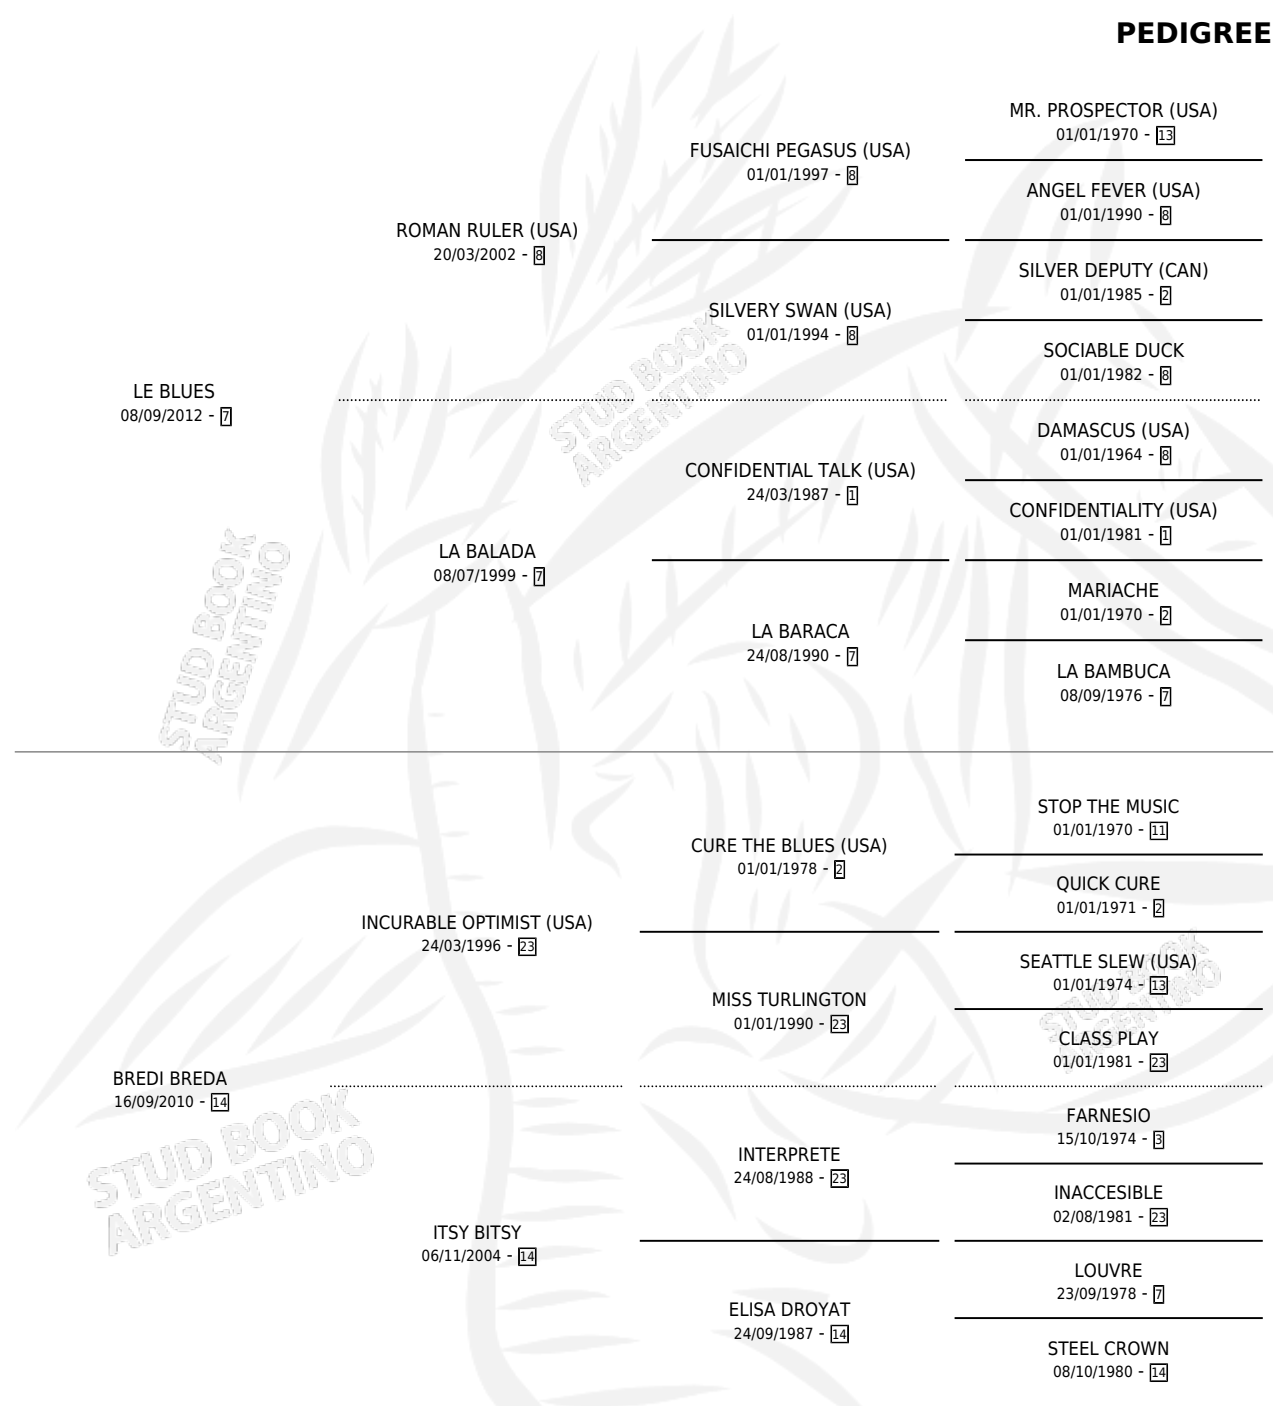 PEDIGREE
MR. PROSPECTOR (USA)
01/01/1970 - 13
FUSAICHI PEGASUS (USA)
01/01/1997 - 8
ANGEL FEVER (USA)
01/01/1990 - 8
ROMAN RULER (USA)
20/03/2002 - 8
SILVER DEPUTY (CAN)
01/01/1985 - 2
SILVERY SWAN (USA)
01/01/1994 - 8
SOCIABLE DUCK
01/01/1982 - 8
LE BLUES
08/09/2012 - 7
STUD BOOK
ARGENTINO
DAMASCUS (USA)
01/01/1964 - 8
CONFIDENTIAL TALK (USA)
24/03/1987 - 1
CONFIDENTIALITY (USA)
01/01/1981 - 1
LA BALADA
08/07/1999 - 7
MARIACHE
01/01/1970 - 2
LA BARACA
24/08/1990 - 7
LA BAMBUCA
08/09/1976 - 7
STUD BOOK
ARGENTINO
STOP THE MUSIC
01/01/1970 - 11
CURE THE BLUES (USA)
01/01/1978 - 2
QUICK CURE
01/01/1971 - 2
INCURABLE OPTIMIST (USA)
24/03/1996 - 23
SEATTLE SLEW (USA)
01/01/1974 - 13
MISS TURLINGTON
01/01/1990 - 23
STUD BOOK
ARGENTINO
CLASS PLAY
01/01/1981 - 23
BREDI BREDA
16/09/2010 - 14
FARNESIO
15/10/1974 - 3
INTERPRETE
24/08/1988 - 23
INACCESIBLE
02/08/1981 - 23
STUD BOOK
ARGENTINO
ITSY BITSY
06/11/2004 - 14
LOUVRE
23/09/1978 - 7
ELISA DROYAT
24/09/1987 - 14
STEEL CROWN
08/10/1980 - 14